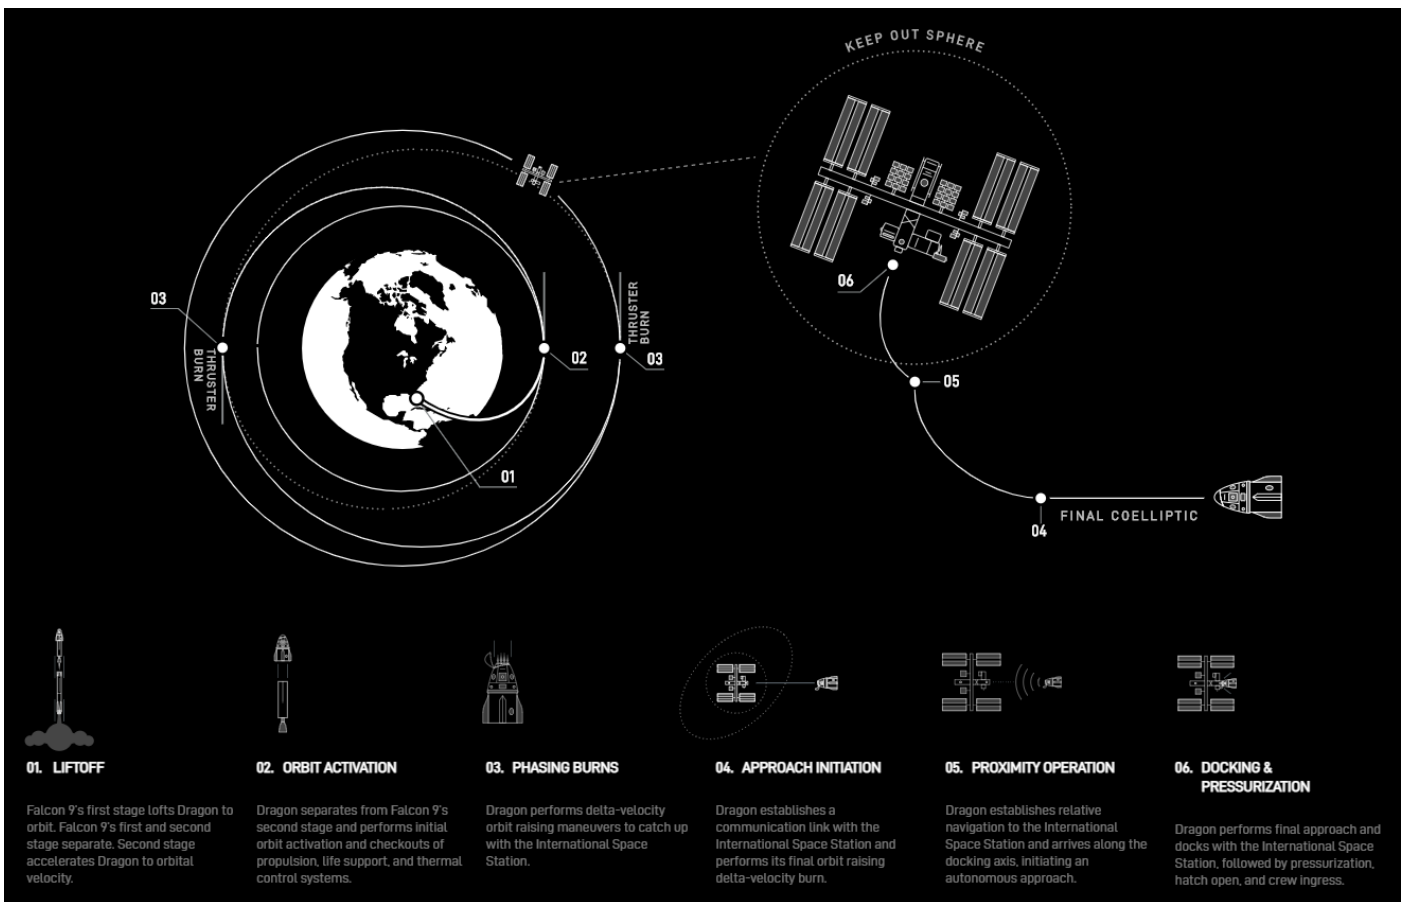 KEEP OUT SPHERE
03
THRUSTER
BURN
02
THRUSTER
BURN
03
01
06
05
FINAL COELLIPTIC
04
01. LIFTOFF
Falcon 9's first stage lofts Dragon to
orbit. Falcon 9's first and second
stage separate. Second stage
accelerates Dragon to orbital
velocity.
02. ORBIT ACTIVATION
Dragon separates from Falcon 9's
second stage and performs initial
orbit activation and checkouts of
propulsion, life support, and thermal
control systems.
03. PHASING BURNS
Dragon performs delta-velocity
orbit raising maneuvers to catch up
with the International Space
Station.
04. APPROACH INITIATION
Dragon establishes a
communication link with the
International Space Station and
performs its final orbit raising
delta-velocity burn.
05. PROXIMITY OPERATION
Dragon establishes relative
navigation to the International
Space Station and arrives along the
docking axis, initiating an
autonomous approach.
06. DOCKING &
PRESSURIZATION
Dragon performs final approach and
docks with the International Space
Station, followed by pressurization,
hatch open, and crew ingress.